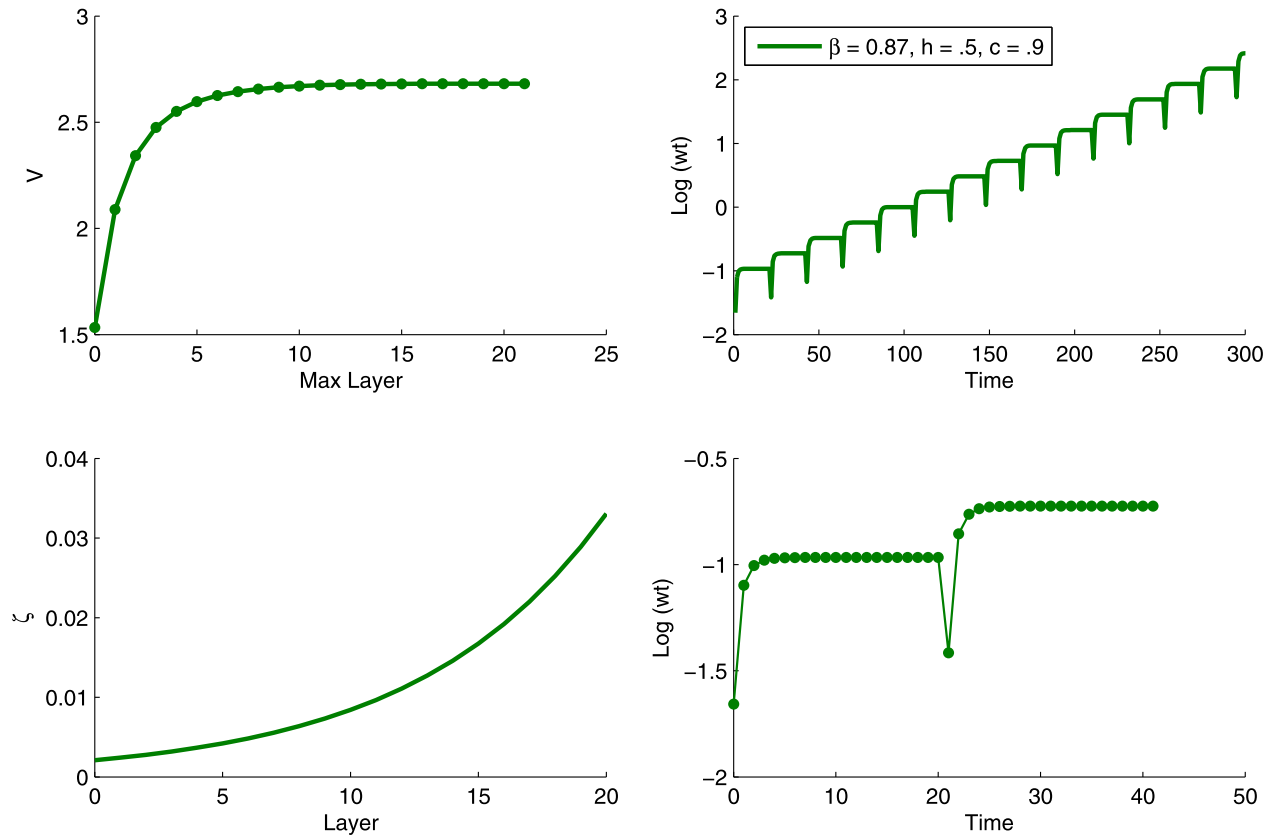 3
2.5
2
1.5
V
0 5 10 15 20 25
Max Layer
3
2
1
0
−1
−2
Log (wt)
β = 0.87, h = .5, c = .9
0 50 100 150 200 250 300
Time
0.04
0.03
0.02
0.01
0
ζ
0 5 10 15 20
Layer
−0.5
−1
−1.5
−2
Log (wt)
0 10 20 30 40 50
Time